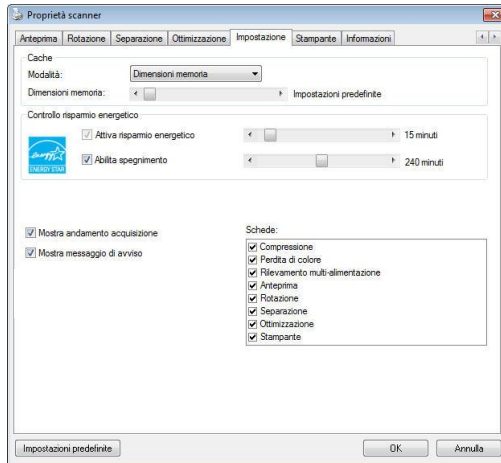 Proprietà scanner
Anteprima Rotazione Separazione Ottimizzazione Impostazione Stampante Informazioni
Cache
Modalità: Dimensioni memoria
Dimensioni memoria: Impostazioni predefinite
Controllo risparmio energetico
Attiva risparmio energetico 15 minuti
energy
ENERGY STAR
Abilita spegnimento 240 minuti
Mostra andamento acquisizione
Mostra messaggio di avviso
Schede:
Compressione
Perdita di colore
Rilevamento multi-alimentazione
Anteprima
Rotazione
Separazione
Ottimizzazione
Stampante
Impostazioni predefinite OK Annulla